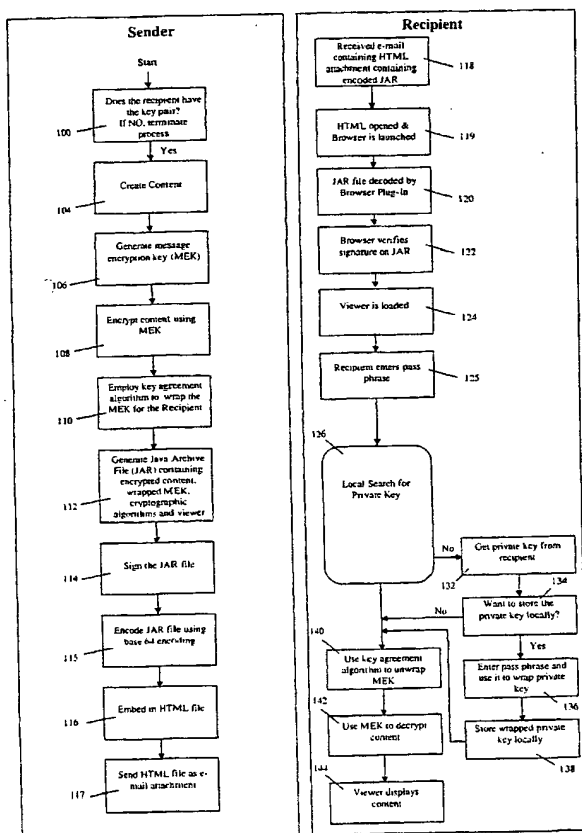 Sender
Start
Does the recipient have
the key pair?
If NO, terminate
process
100
Yes
Create Content
104
Generate message
encryption key (MEK)
106
Encrypt content using
MEK
108
Employ key agreement
algorithm to wrap the
MEK for the Recipient
110
Generate Java Archive
File (JAR) containing
encrypted content,
wrapped MEK,
cryptographic
algorithms and viewer
112
Sign the JAR file
114
Encode JAR file using
base 64 encoding
115
Embed in HTML file
116
Send HTML file as e-
mail attachment
117
Recipient
Received e-mail
containing HTML
attachment containing
encoded JAR
118
HTML opened &
Browser is launched
119
JAR file decoded by
Browser Plug-In
120
Browser verifies
signature on JAR
122
Viewer is loaded
124
Recipient enters pass
phrase
125
126
Local Search for
Private Key
No
Get private key from
recipient
132
134
Want to store the
private key locally?
No
Yes
Enter pass phrase and
use it to wrap private
key
136
Store wrapped private
key locally
138
140
Use key agreement
algorithm to unwrap
MEK
142
Use MEK to decrypt
content
144
Viewer displays
content